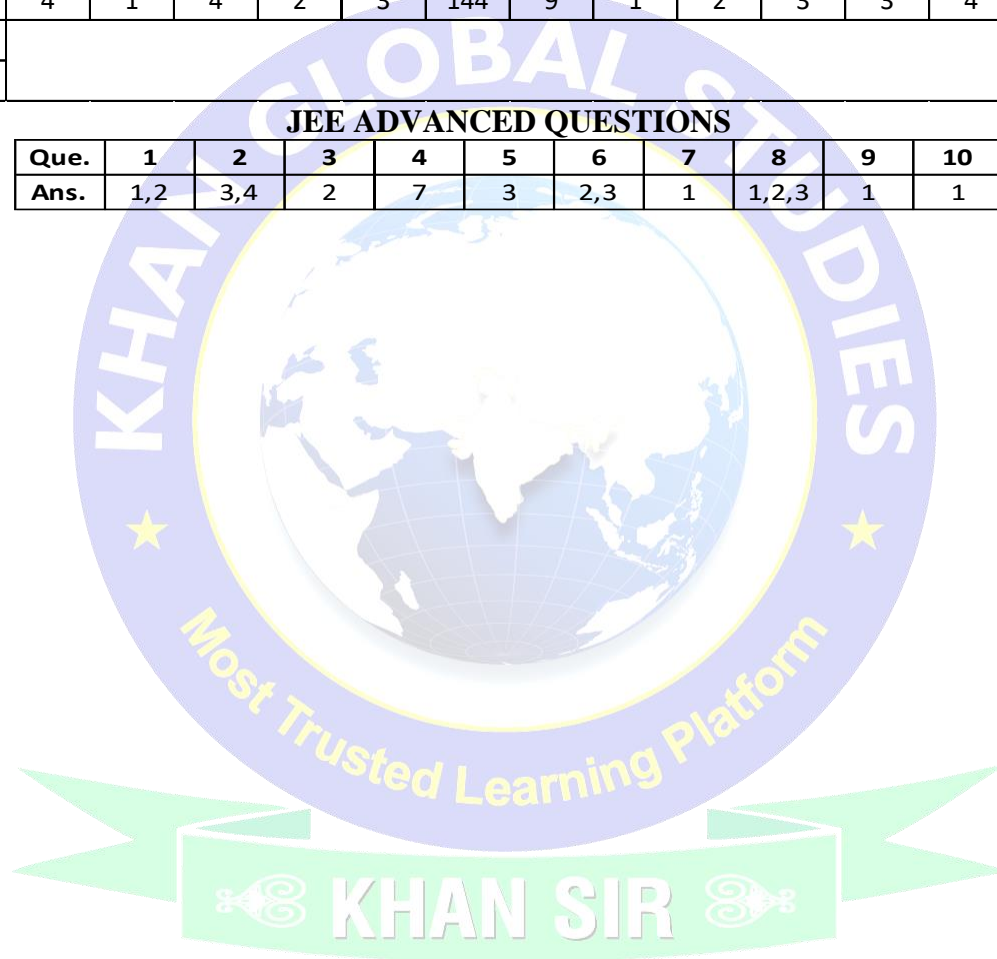 4 1 4 2 3 144 9 1 2 3 3 4
JEE ADVANCED QUESTIONS
Que. 1 2 3 4 5 6 7 8 9 10
Ans. 1,2 3,4 2 7 3 2,3 1 1,2,3 1 1
KHAN GLOBAL STUDIES
Most Trusted Learning Platform
KHAN SIR